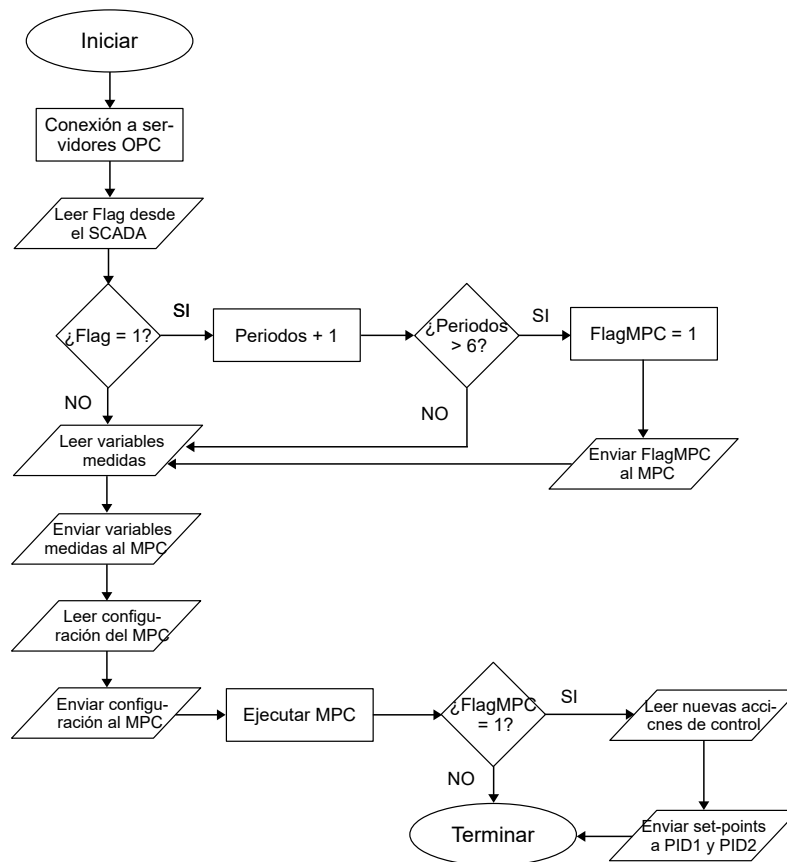 Iniciar
Conexión a ser-
vidores OPC
Leer Flag desde
el SCADA
¿Flag = 1?
SI
Periodos + 1
¿Periodos
> 6?
SI
FlagMPC = 1
NO
NO
Leer variables
medidas
Enviar FlagMPC
al MPC
Enviar variables
medidas al MPC
Leer configu-
ración del MPC
Enviar configu-
ración al MPC
Ejecutar MPC
¿FlagMPC
= 1?
SI
Leer nuevas acci-
cnes de control
NO
Terminar
Enviar set-points
a PID1 y PID2